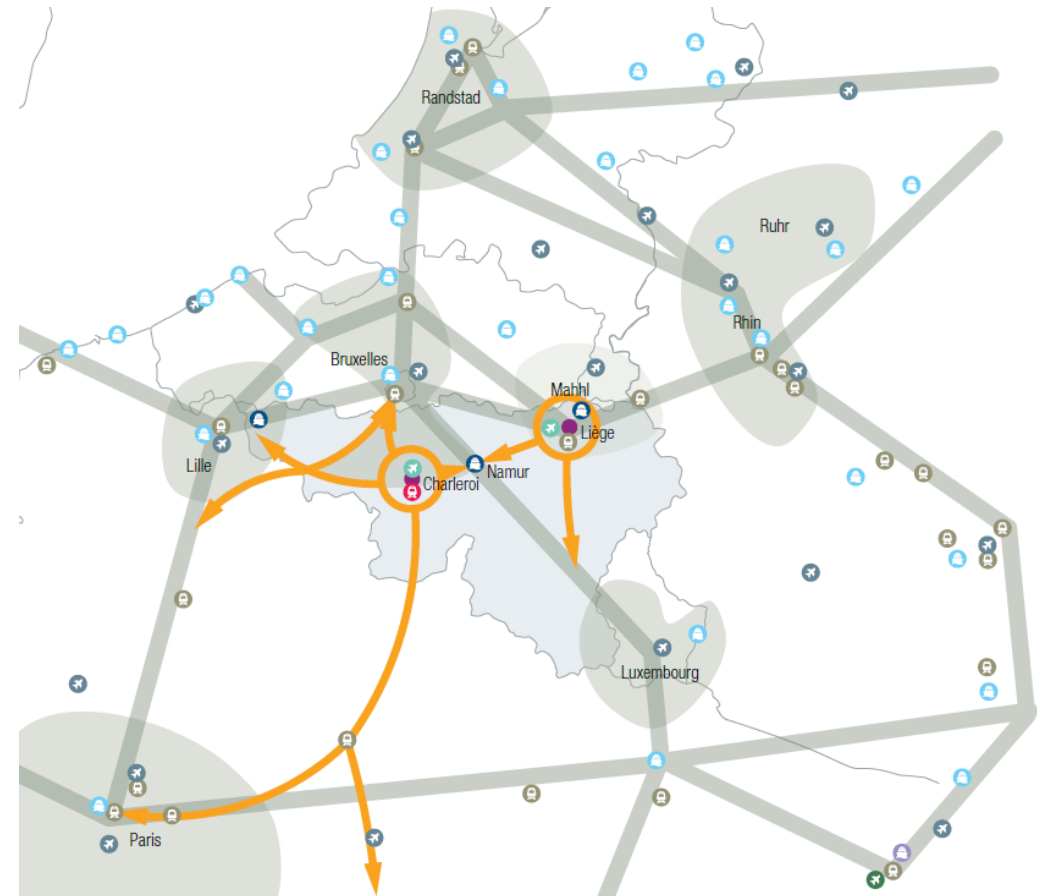 Randstad
Ruhr
Rhin
Bruxelles
Mahhl
Liège
Lille
Namur
Charleroi
Luxembourg
Paris